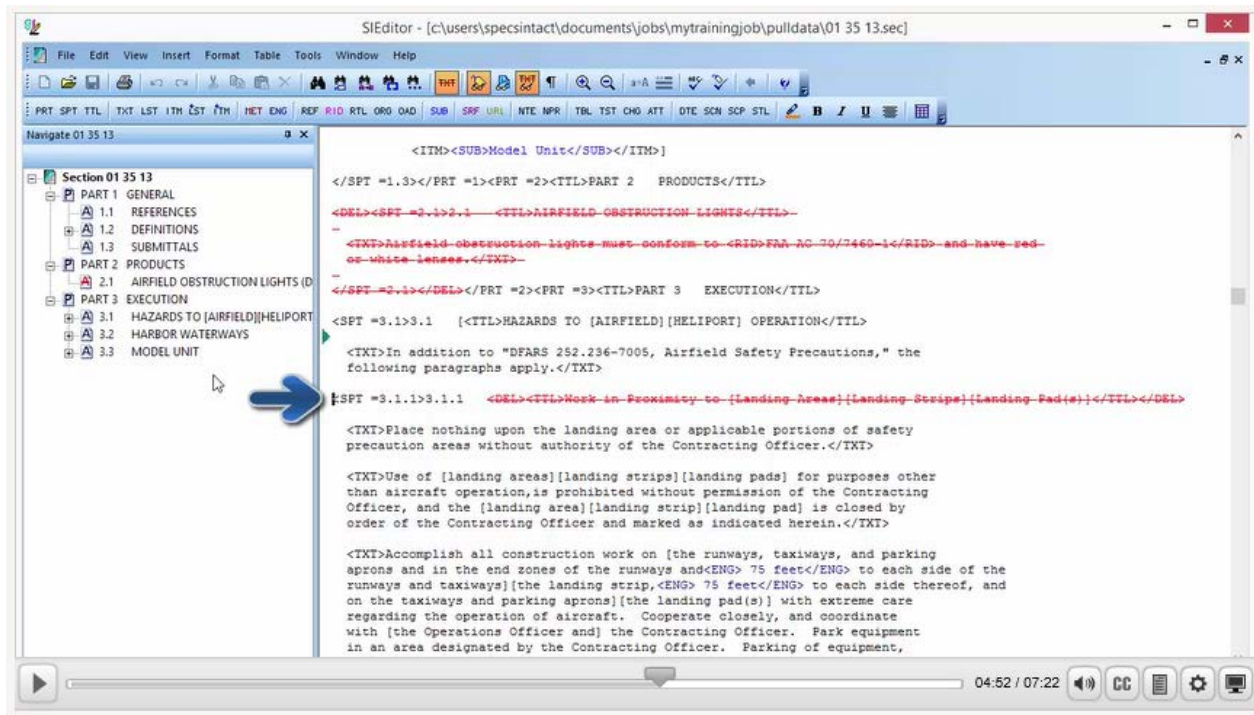 SIEditor - [c:\users\specsintact\documents\jobs\mytrainingjob\pulldata\01 35 13.sec]
File Edit View Insert Format Table Tools Window Help
PRT SPT TTL TXT LST ITM LST ITM MET ENG REF RID RTL ORG OAD SUB SRF URL NTE NPR TBL TST CHG ATT DTE SCN SCP STL B I U
Navigate 01 35 13
Section 01 35 13
PART 1 GENERAL
1.1 REFERENCES
1.2 DEFINITIONS
1.3 SUBMITTALS
PART 2 PRODUCTS
2.1 AIRFIELD OBSTRUCTION LIGHTS (D
PART 3 EXECUTION
3.1 HAZARDS TO [AIRFIELD][HELIPORT
3.2 HARBOR WATERWAYS
3.3 MODEL UNIT
<ITM><SUB>Model Unit</SUB></ITM>]
</SPT =1.3></PRT =1><PRT =2><TTL>PART 2 PRODUCTS</TTL>
<DEL><SPT =2.1>2.1 <TTL>AIRFIELD OBSTRUCTION LIGHTS</TTL>
<TXT>Airfield obstruction lights must conform to <RID>FAA AC 70/7460-1</RID> and have red
or white lenses.</TXT>
</SPT =2.1></DEL></PRT =2><PRT =3><TTL>PART 3 EXECUTION</TTL>
<SPT =3.1>3.1 [<TTL>HAZARDS TO [AIRFIELD][HELIPORT] OPERATION</TTL>
<TXT>In addition to "DFARS 252.236-7005, Airfield Safety Precautions," the
following paragraphs apply.</TXT>
<SPT =3.1.1>3.1.1 <DEL><TTL>Work in Proximity to [Landing Areas][Landing Strips][Landing Pad(s)]</TTL></DEL>
<TXT>Place nothing upon the landing area or applicable portions of safety
precaution areas without authority of the Contracting Officer.</TXT>
<TXT>Use of [landing areas][landing strips][landing pads] for purposes other
than aircraft operation,is prohibited without permission of the Contracting
Officer, and the [landing area][landing strip][landing pad] is closed by
order of the Contracting Officer and marked as indicated herein.</TXT>
<TXT>Accomplish all construction work on [the runways, taxiways, and parking
aprons and in the end zones of the runways and<ENG> 75 feet</ENG> to each side of the
runways and taxiways][the landing strip,<ENG> 75 feet</ENG> to each side thereof, and
on the taxiways and parking aprons][the landing pad(s)] with extreme care
regarding the operation of aircraft. Cooperate closely, and coordinate
with [the Operations Officer and] the Contracting Officer. Park equipment
in an area designated by the Contracting Officer. Parking of equipment,
04:52 / 07:22
CC